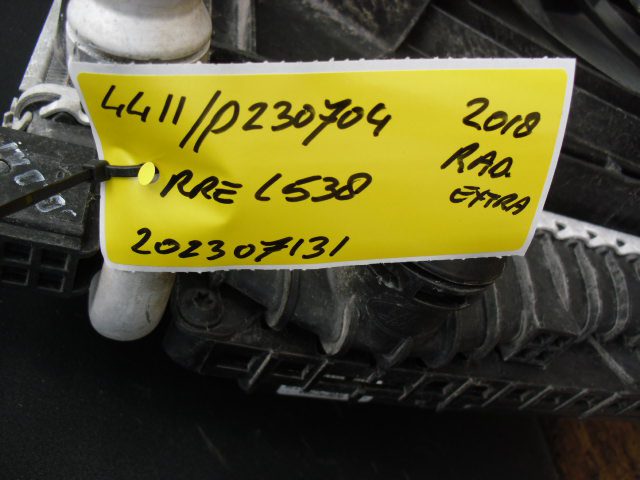 4411/P230704
RRE L538
202307131
2018
RAD.
EXTRA